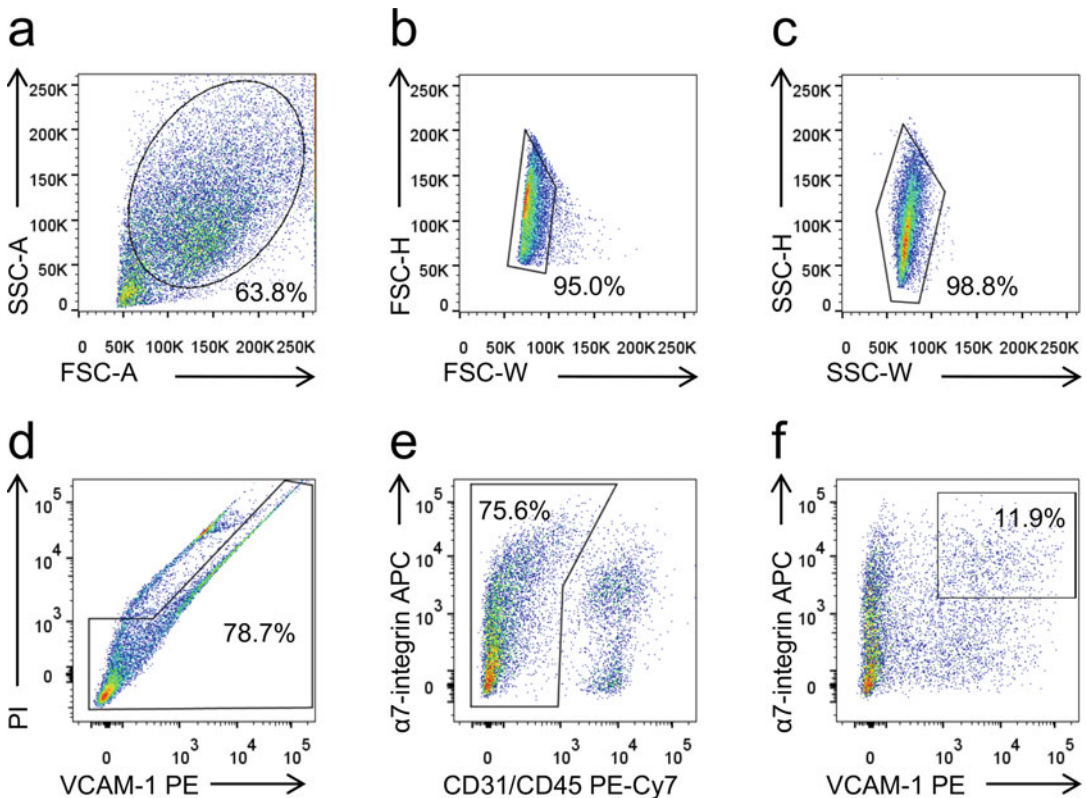 a
SSC-A
250K
200K
150K
100K
50K
0
63.8%
0 50K 100K 150K 200K 250K
FSC-A
b
FSC-H
250K
200K
150K
100K
50K
0
95.0%
0 50K 100K 150K 200K 250K
FSC-W
c
SSC-H
250K
200K
150K
100K
50K
0
98.8%
0 50K 100K 150K 200K 250K
SSC-W
d
PI
10^5
10^4
10^3
0
78.7%
0 10^3 10^4 10^5
VCAM-1 PE
e
α7-integrin APC
10^5
10^4
10^3
0
75.6%
0 10^3 10^4 10^5
CD31/CD45 PE-Cy7
f
α7-integrin APC
10^5
10^4
10^3
0
11.9%
0 10^3 10^4 10^5
VCAM-1 PE